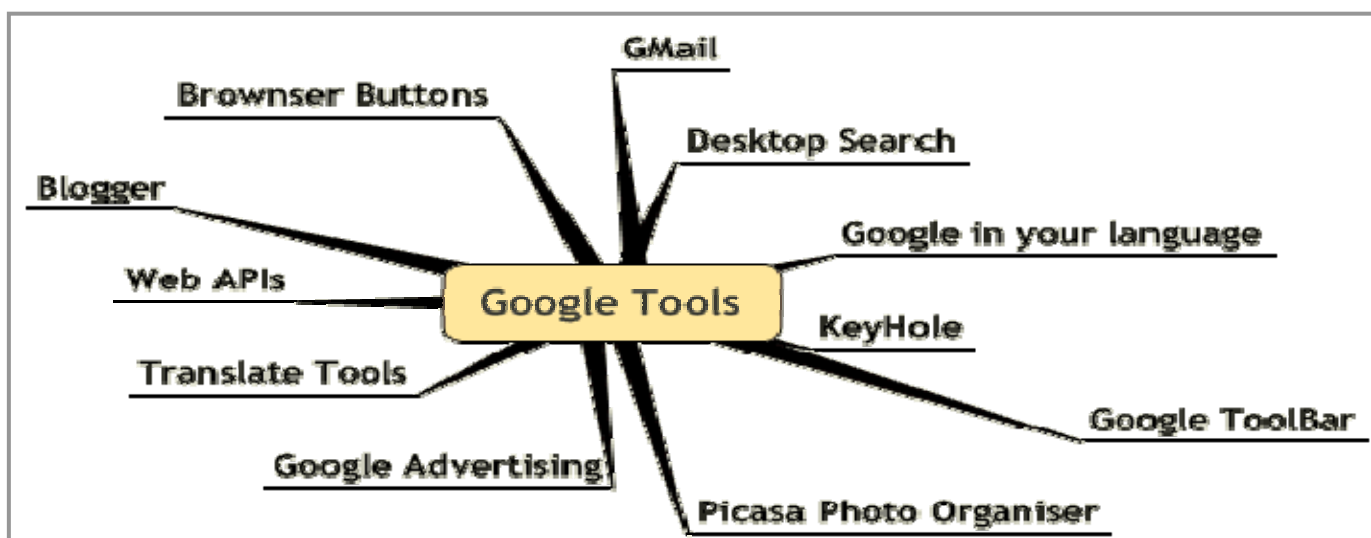 GMail
Brownser Buttons
Desktop Search
Blogger
Google in your language
Web APIs
Google Tools
KeyHole
Translate Tools
Google ToolBar
Google Advertising
Picasa Photo Organiser